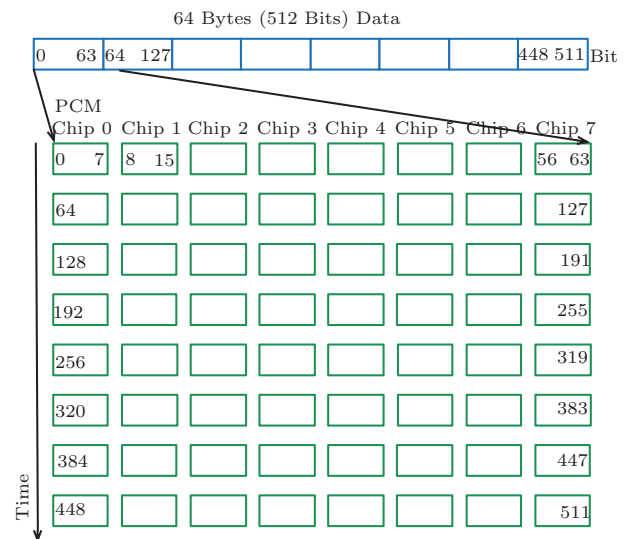 64 Bytes (512 Bits) Data
0 63 64 127 448 511 Bit
PCM
Chip 0 Chip 1 Chip 2 Chip 3 Chip 4 Chip 5 Chip 6 Chip 7
0 7 8 15 56 63
64 127
128 191
192 255
256 319
320 383
384 447
448 511
Time